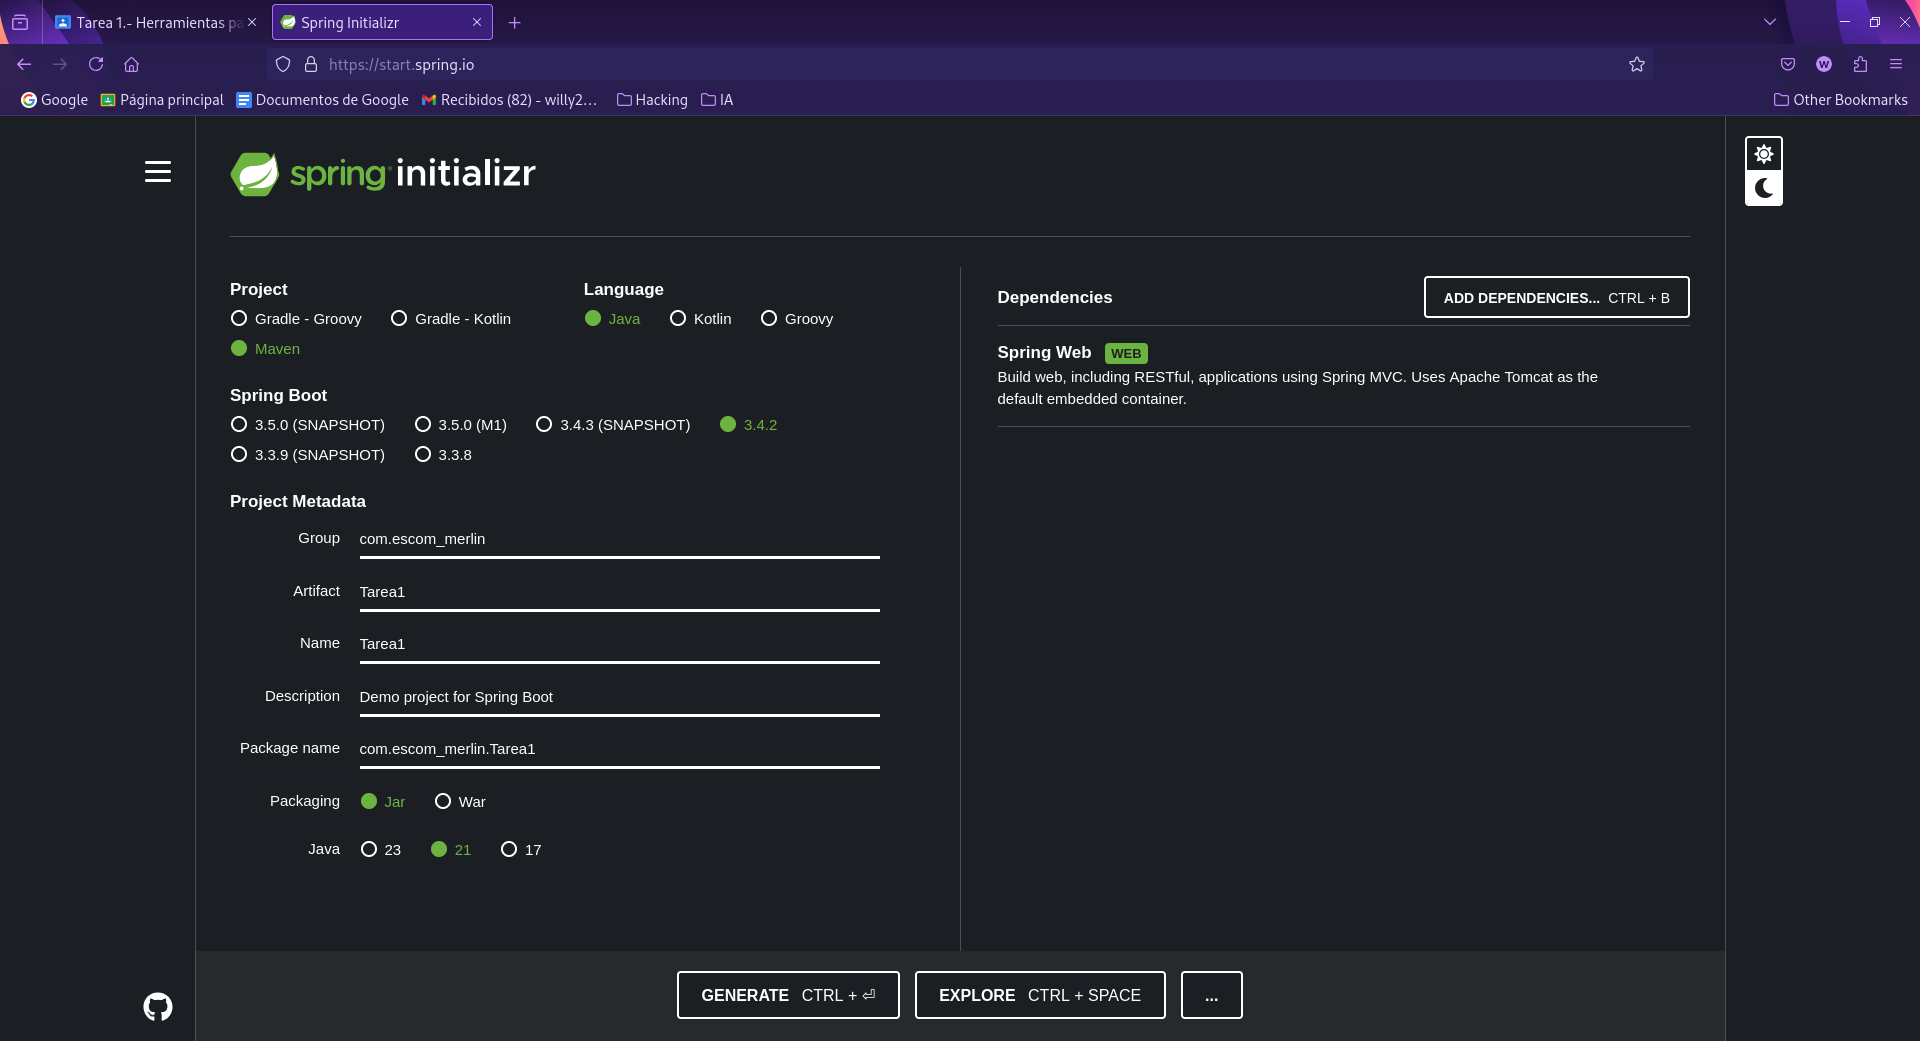 Tarea 1.- Herramientas pa
Spring Initializr
https://start.spring.io
W
Google
Página principal
Documentos de Google
Recibidos (82) - willy2…
Hacking
IA
Other Bookmarks
spring initializr
Project
Gradle - Groovy
Gradle - Kotlin
Maven
Language
Java
Kotlin
Groovy
Spring Boot
3.5.0 (SNAPSHOT)
3.5.0 (M1)
3.4.3 (SNAPSHOT)
3.4.2
3.3.9 (SNAPSHOT)
3.3.8
Project Metadata
Group
com.escom_merlin
Artifact
Tarea1
Name
Tarea1
Description
Demo project for Spring Boot
Package name
com.escom_merlin.Tarea1
Packaging
Jar
War
Java
23
21
17
Dependencies
ADD DEPENDENCIES... CTRL + B
Spring Web WEB
Build web, including RESTful, applications using Spring MVC. Uses Apache Tomcat as the
default embedded container.
GENERATE CTRL + ⏎
EXPLORE CTRL + SPACE
...